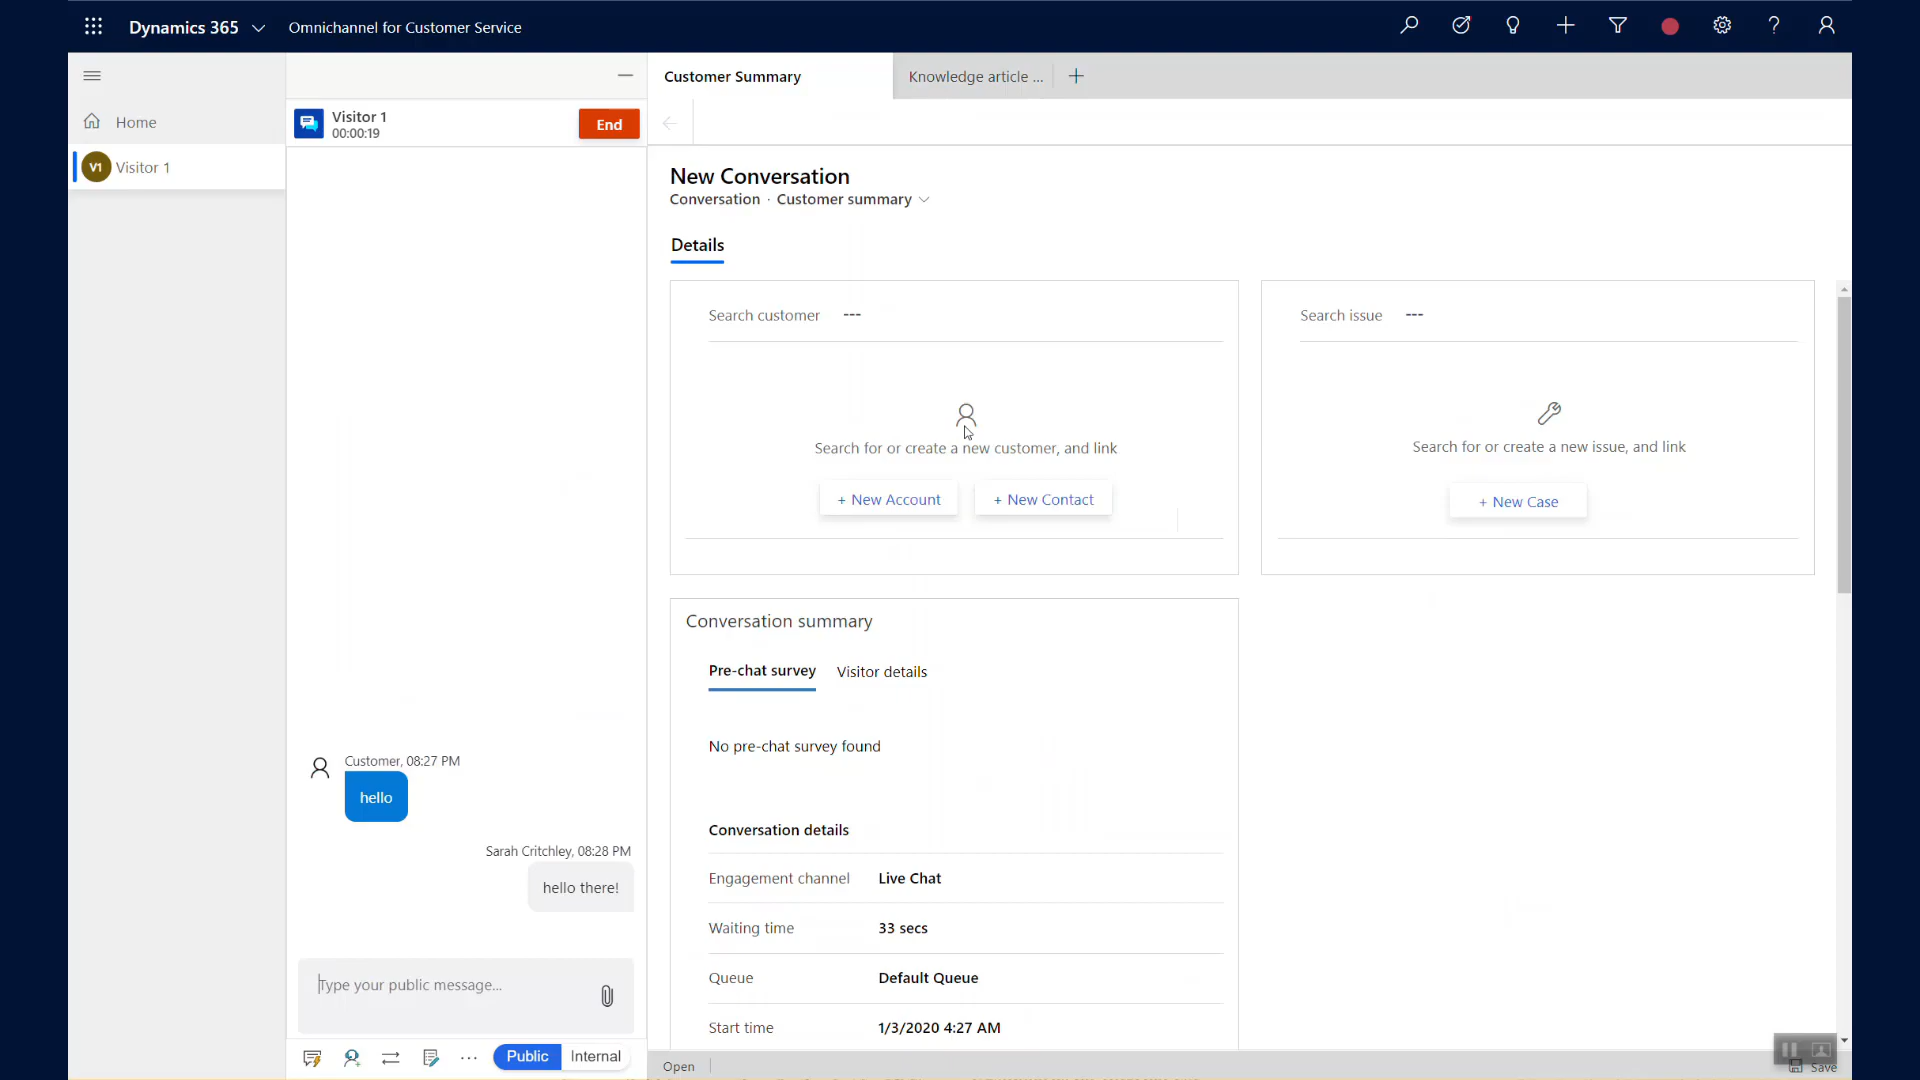 Dynamics 365
Omnichannel for Customer Service
Home
V1
Visitor 1
Visitor 1
00:00:19
End
Customer, 08:27 PM
hello
Sarah Critchley, 08:28 PM
hello there!
Type your public message...
Public
Internal
Customer Summary
Knowledge article ...
New Conversation
Conversation · Customer summary
Details
Search customer ---
Search for or create a new customer, and link
+ New Account
+ New Contact
Search issue ---
Search for or create a new issue, and link
+ New Case
Conversation summary
Pre-chat survey
Visitor details
No pre-chat survey found
Conversation details
Engagement channel Live Chat
Waiting time 33 secs
Queue Default Queue
Start time 1/3/2020 4:27 AM
Open
Save